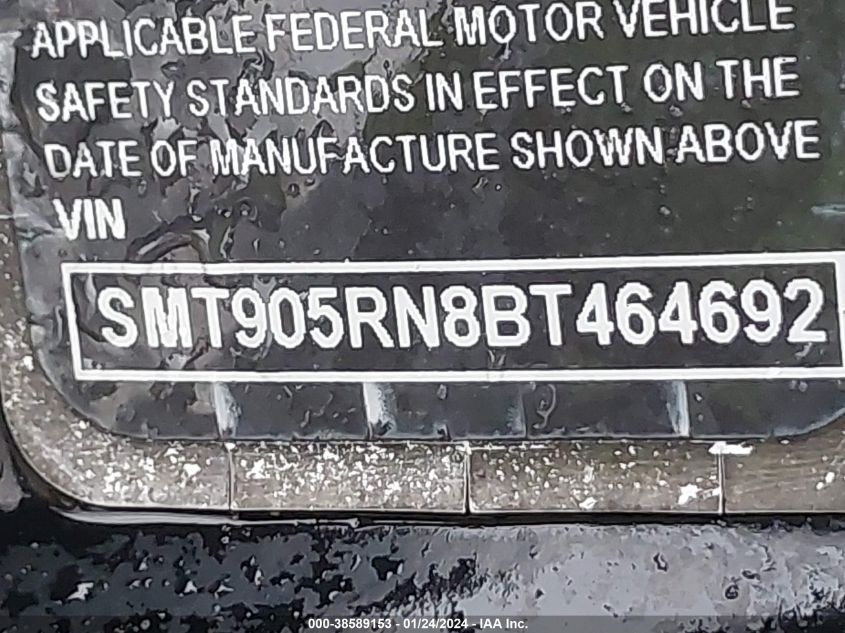 APPLICABLE FEDERAL MOTOR VEHICLE
SAFETY STANDARDS IN EFFECT ON THE
DATE OF MANUFACTURE SHOWN ABOVE
VIN
SMT905RN8BT464692
000-38589153 - 01/24/2024 - IAA Inc.